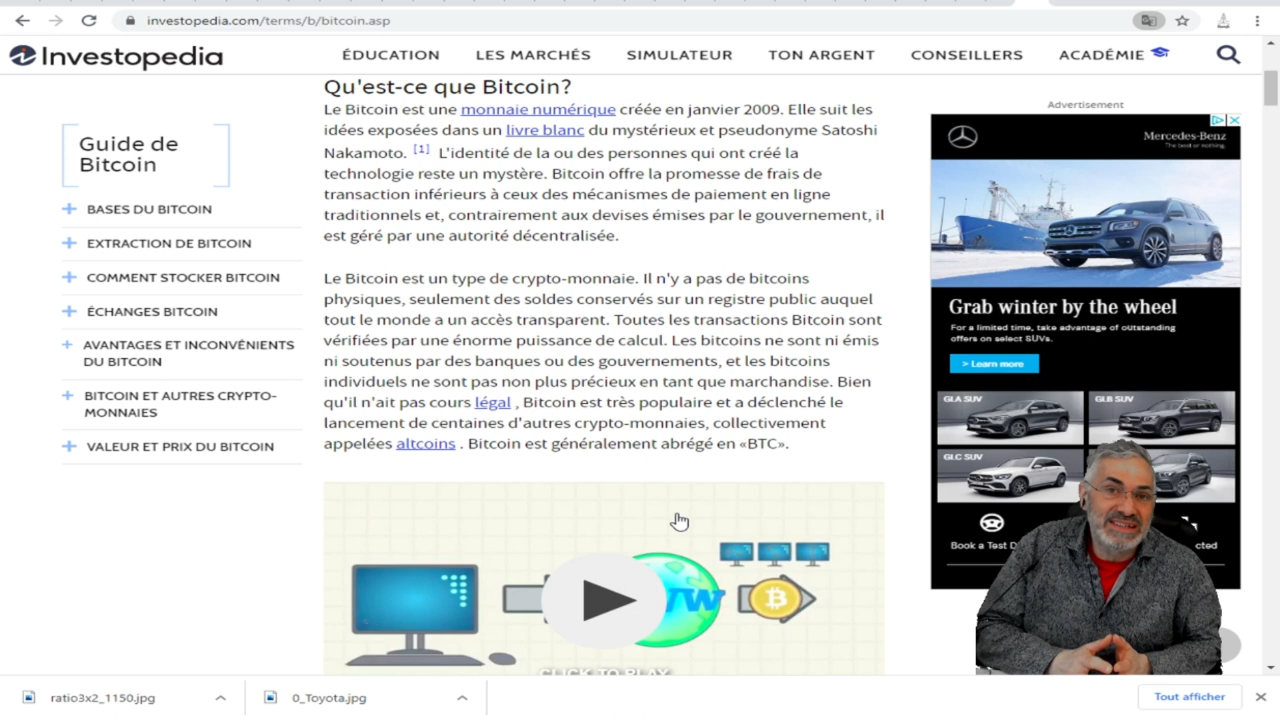 investopedia.com/terms/b/bitcoin.asp
Investopedia
ÉDUCATION LES MARCHÉS SIMULATEUR TON ARGENT CONSEILLERS ACADÉMIE
Guide de
Bitcoin
BASES DU BITCOIN
EXTRACTION DE BITCOIN
COMMENT STOCKER BITCOIN
ÉCHANGES BITCOIN
AVANTAGES ET INCONVÉNIENTS
DU BITCOIN
BITCOIN ET AUTRES CRYPTO-
MONNAIES
VALEUR ET PRIX DU BITCOIN
Qu'est-ce que Bitcoin?
Le Bitcoin est une monnaie numérique créée en janvier 2009. Elle suit les
idées exposées dans un livre blanc du mystérieux et pseudonyme Satoshi
Nakamoto. [1] L'identité de la ou des personnes qui ont créé la
technologie reste un mystère. Bitcoin offre la promesse de frais de
transaction inférieurs à ceux des mécanismes de paiement en ligne
traditionnels et, contrairement aux devises émises par le gouvernement, il
est géré par une autorité décentralisée.
Le Bitcoin est un type de crypto-monnaie. Il n'y a pas de bitcoins
physiques, seulement des soldes conservés sur un registre public auquel
tout le monde a un accès transparent. Toutes les transactions Bitcoin sont
vérifiées par une énorme puissance de calcul. Les bitcoins ne sont ni émis
ni soutenus par des banques ou des gouvernements, et les bitcoins
individuels ne sont pas non plus précieux en tant que marchandise. Bien
qu'il n'ait pas cours légal , Bitcoin est très populaire et a déclenché le
lancement de centaines d'autres crypto-monnaies, collectivement
appelées altcoins . Bitcoin est généralement abrégé en «BTC».
CLICK TO PLAY
Advertisement
Mercedes-Benz
The best or nothing.
Grab winter by the wheel
For a limited time, take advantage of outstanding
offers on select SUVs.
> Learn more
GLA SUV GLB SUV
GLC SUV
Book a Test D
cted
ratio3x2_1150.jpg
0_Toyota.jpg
Tout afficher